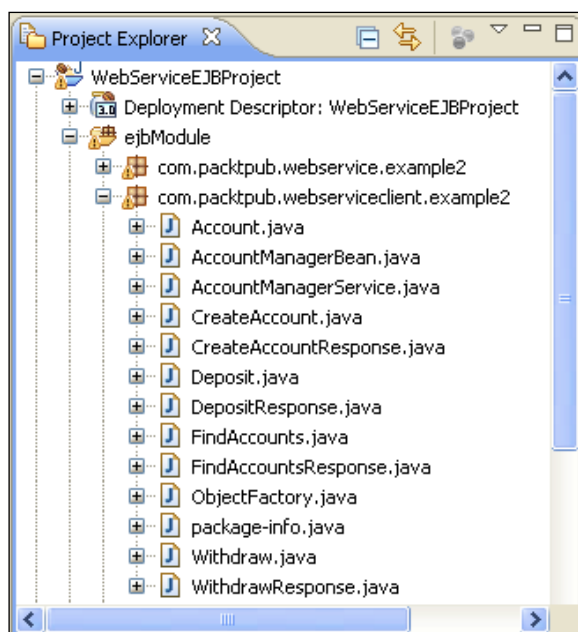 Project Explorer
WebServiceEJBProject
3.0 Deployment Descriptor: WebServiceEJBProject
ejbModule
com.packtpub.webservice.example2
com.packtpub.webserviceclient.example2
J Account.java
J AccountManagerBean.java
J AccountManagerService.java
J CreateAccount.java
J CreateAccountResponse.java
J Deposit.java
J DepositResponse.java
J FindAccounts.java
J FindAccountsResponse.java
J ObjectFactory.java
J package-info.java
J Withdraw.java
J WithdrawResponse.java